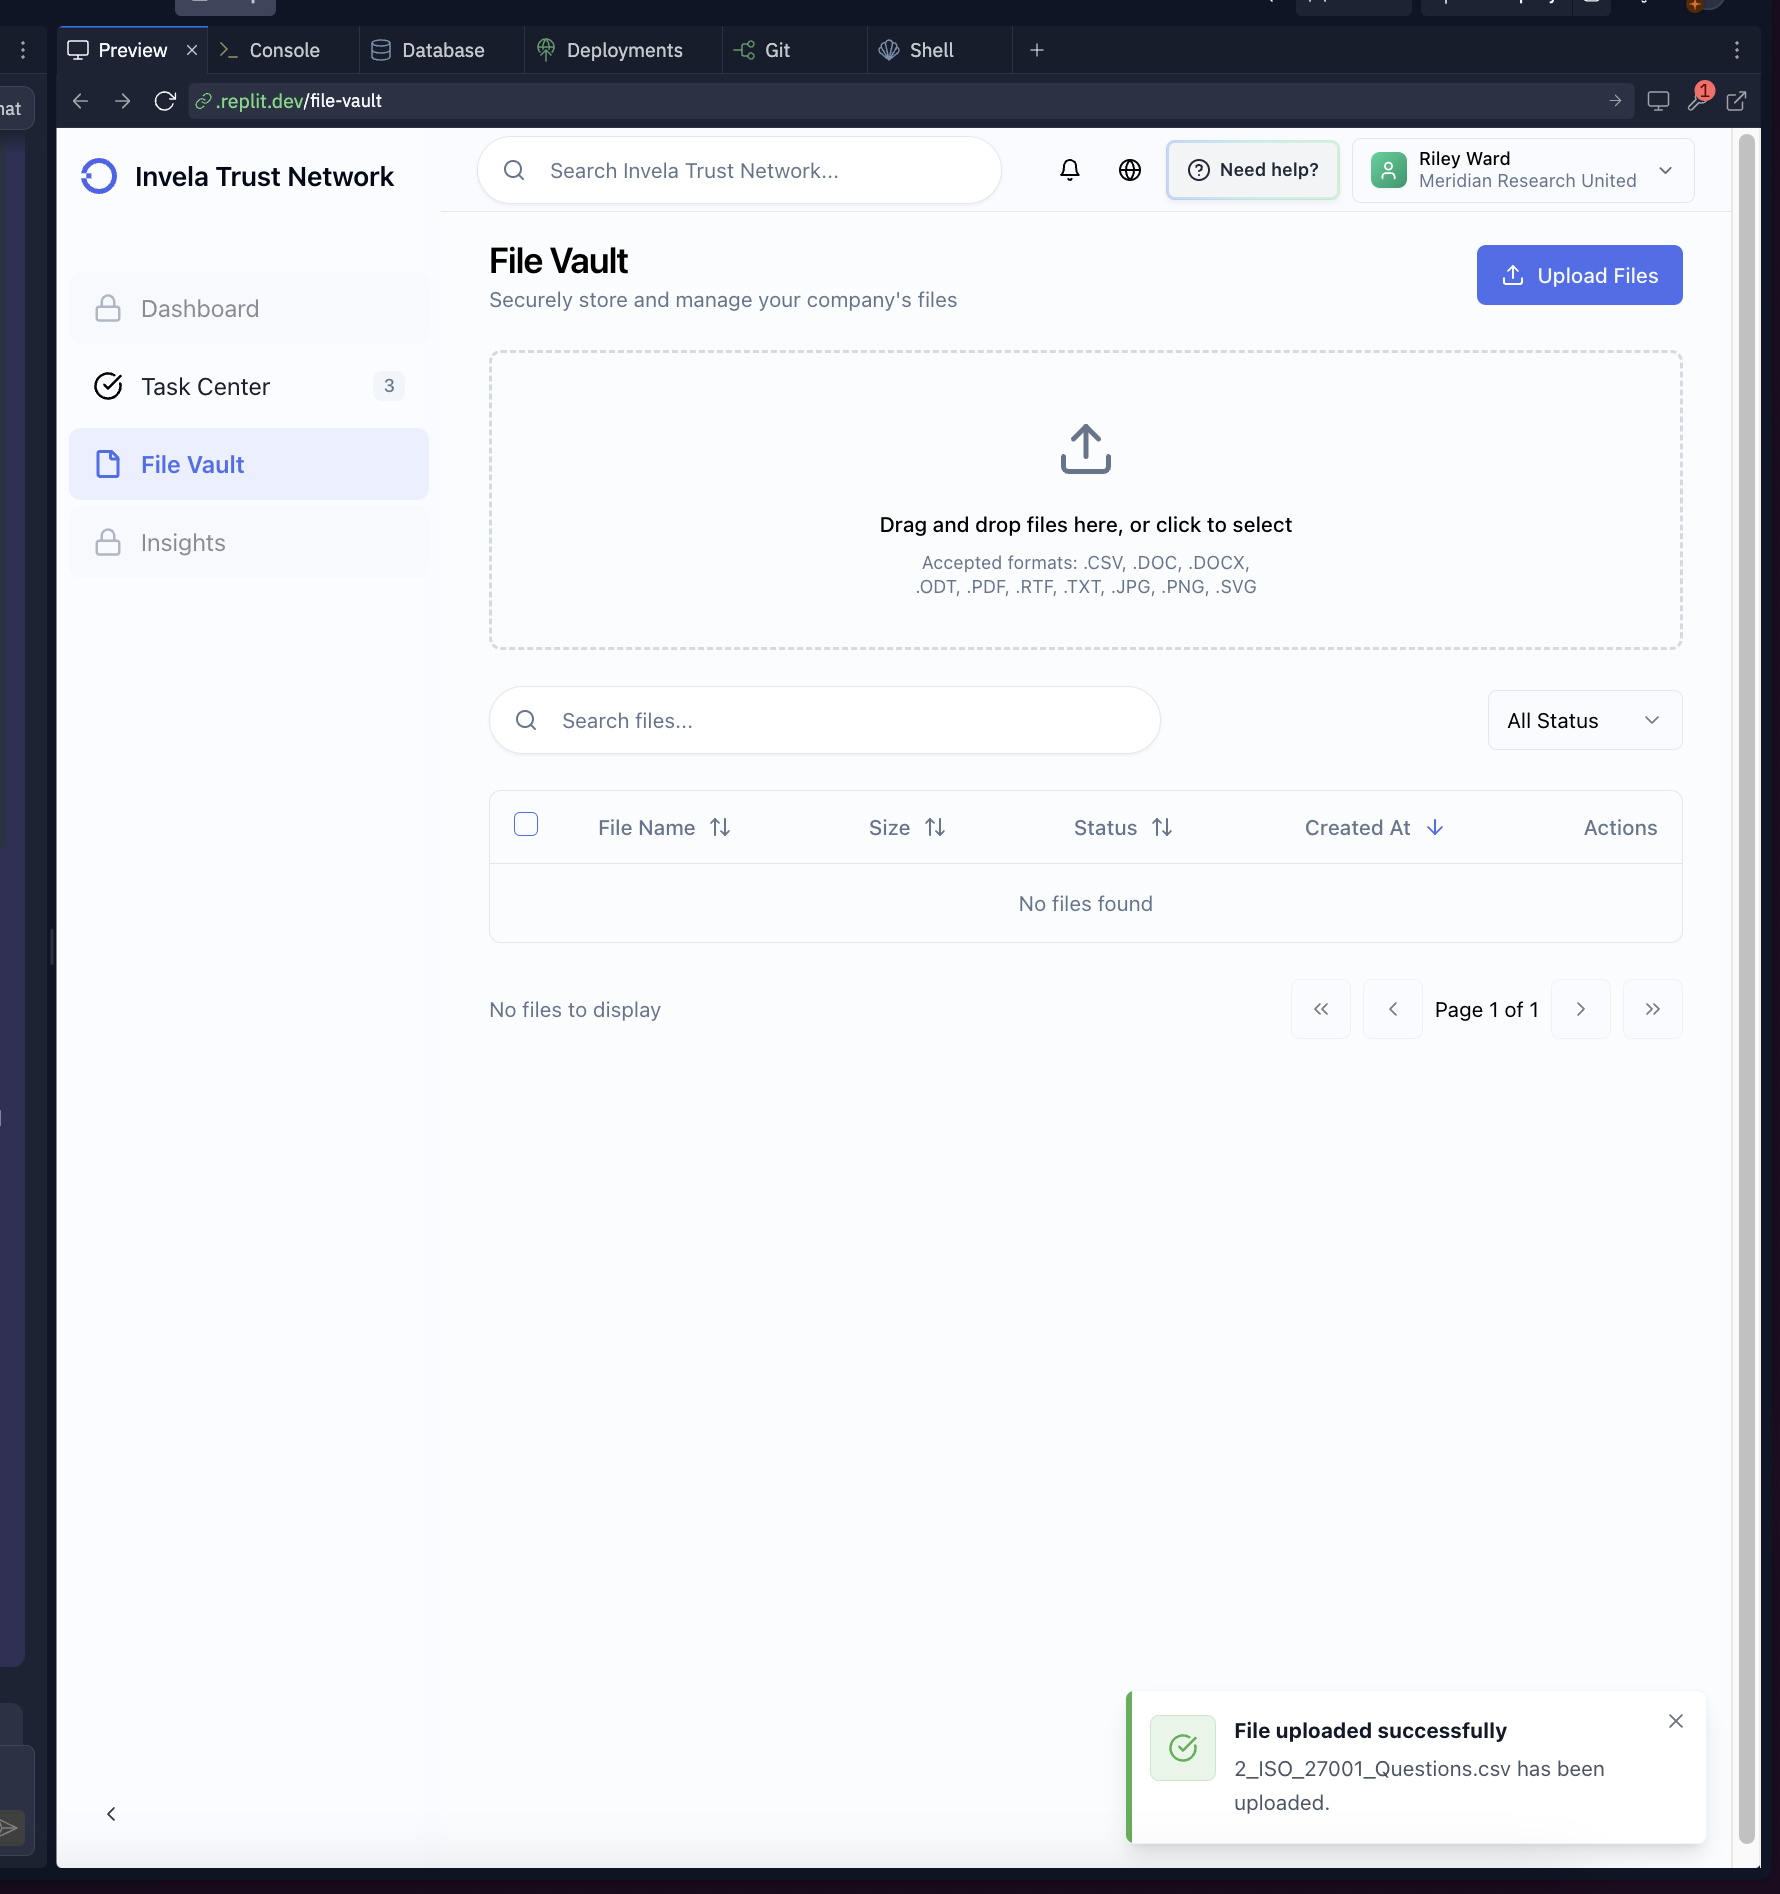 Preview
Console
Database
Deployments
Git
Shell
hat
.replit.dev/file-vault
1
Invela Trust Network
Search Invela Trust Network...
Need help?
Riley Ward
Meridian Research United
Dashboard
Task Center
3
File Vault
Insights
File Vault
Securely store and manage your company's files
Upload Files
Drag and drop files here, or click to select
Accepted formats: .CSV, .DOC, .DOCX,
.ODT, .PDF, .RTF, .TXT, .JPG, .PNG, .SVG
Search files...
All Status
File Name
Size
Status
Created At
Actions
No files found
No files to display
Page 1 of 1
File uploaded successfully
2_ISO_27001_Questions.csv has been
uploaded.